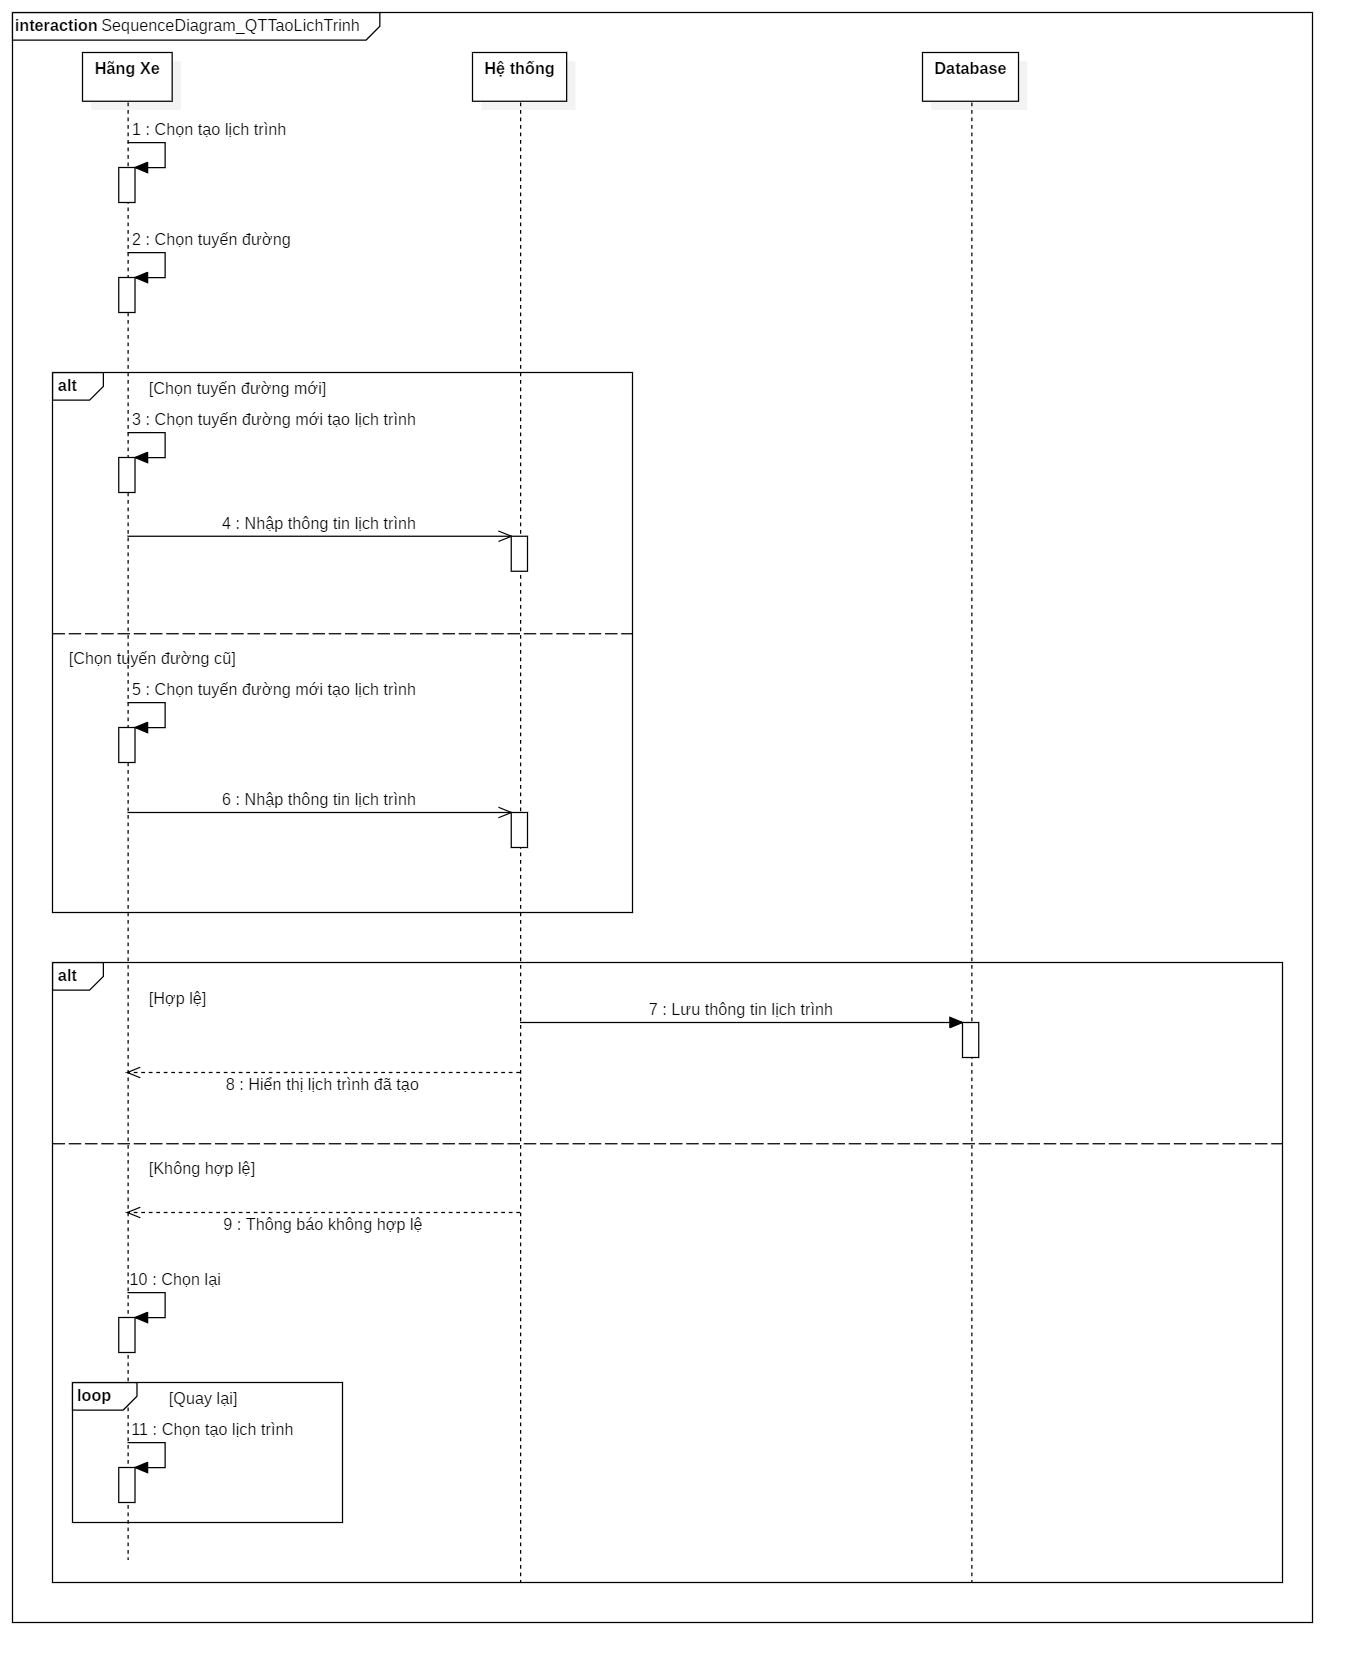 interaction SequenceDiagram_QTTaoLichTrinh
Hãng Xe
Hệ thống
Database
1 : Chọn tạo lịch trình
2 : Chọn tuyến đường
alt
[Chọn tuyến đường mới]
3 : Chọn tuyến đường mới tạo lịch trình
4 : Nhập thông tin lịch trình
[Chọn tuyến đường cũ]
5 : Chọn tuyến đường mới tạo lịch trình
6 : Nhập thông tin lịch trình
alt
[Hợp lệ]
7 : Lưu thông tin lịch trình
8 : Hiển thị lịch trình đã tạo
[Không hợp lệ]
9 : Thông báo không hợp lệ
10 : Chọn lại
loop
[Quay lại]
11 : Chọn tạo lịch trình